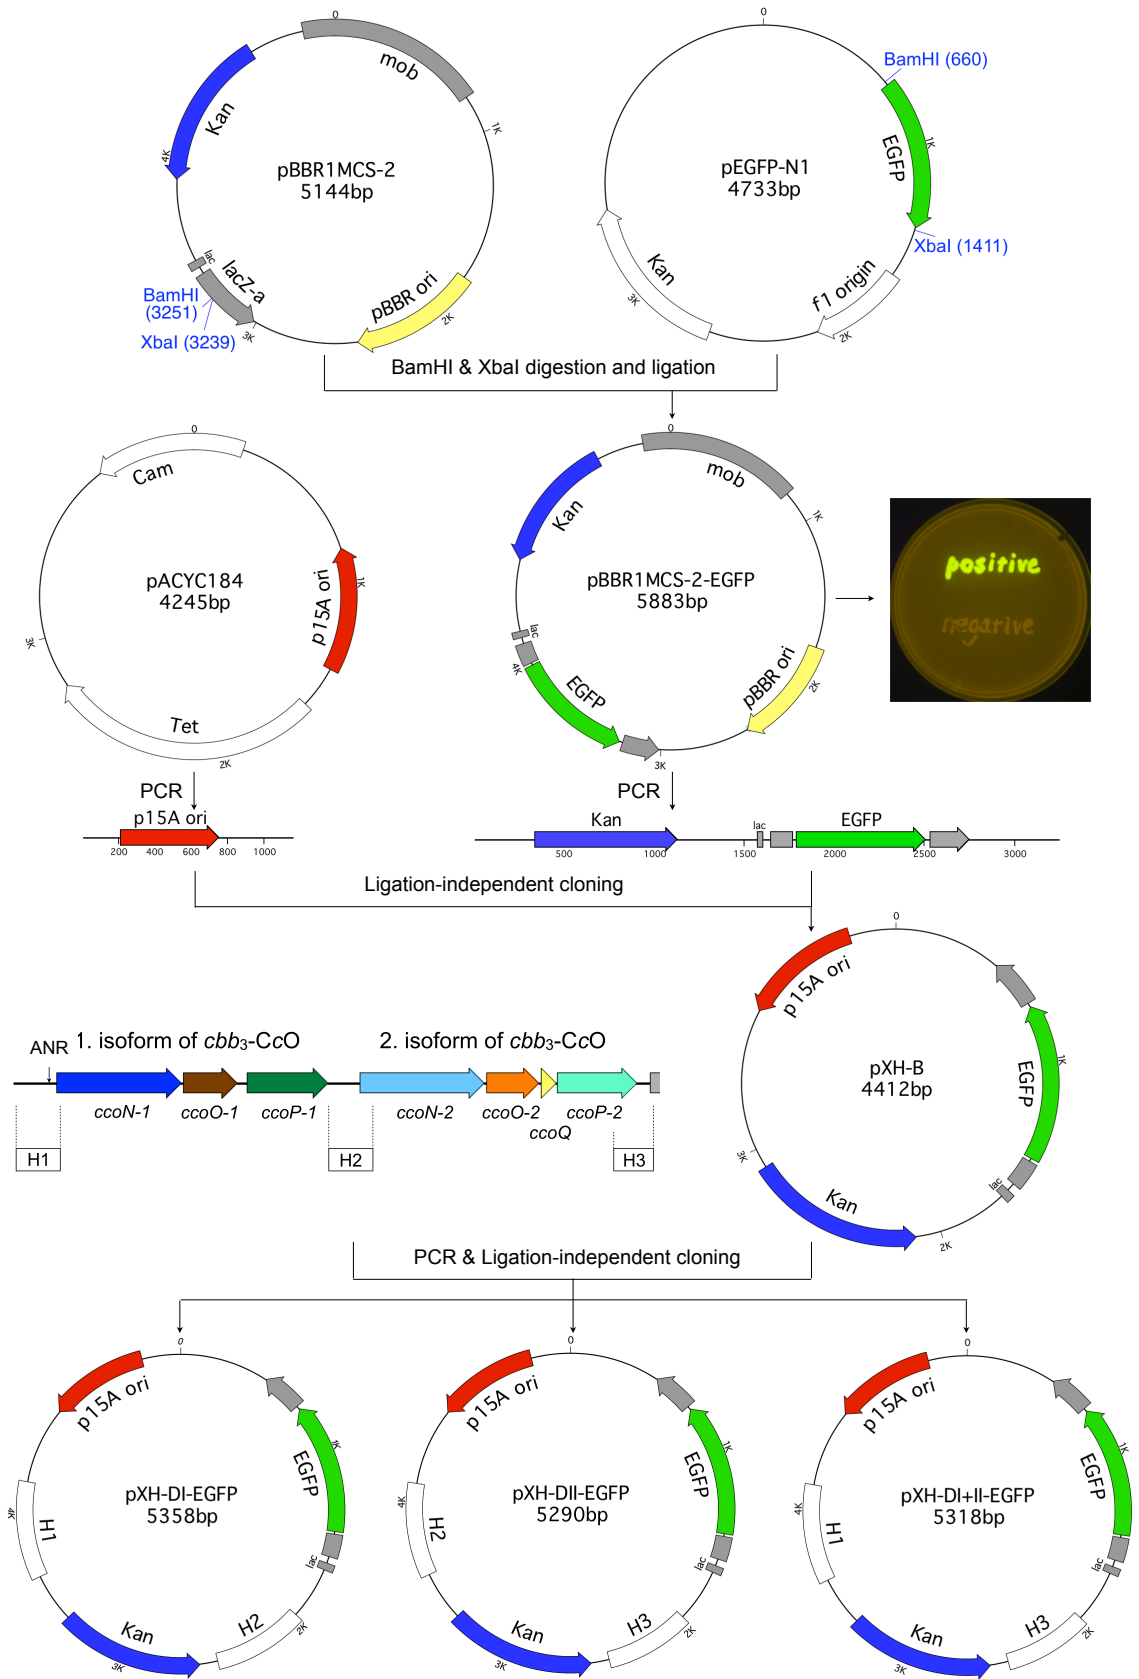 0
mob
Kan
1K
4K
pBBR1MCS-2
5144bp
lac
lacZ-a
BamHI
(3251)
XbaI (3239)
3K
pBBR ori
2K
0
BamHI (660)
1K
EGFP
pEGFP-N1
4733bp
XbaI (1411)
Kan
3K
f1 origin
2K
BamHI & XbaI digestion and ligation
0
Cam
pACYC184
4245bp
p15A ori
1K
3K
Tet
2K
0
mob
Kan
1K
pBBR1MCS-2-EGFP
5883bp
lac
4K
EGFP
pBBR ori
2K
3K
positive
negative
PCR
p15A ori
200 400 600 800 1000
PCR
Kan
lac
EGFP
500 1000 1500 2000 2500 3000
Ligation-independent cloning
0
p15A ori
1K
EGFP
pXH-B
4412bp
3K
lac
Kan
2K
ANR
1. isoform of cbb3-CcO
2. isoform of cbb3-CcO
ccoN-1 ccoO-1 ccoP-1 ccoN-2 ccoO-2 ccoP-2
ccoQ
H1
H2
H3
PCR & Ligation-independent cloning
0
p15A ori
1K
EGFP
pXH-DI-EGFP
5358bp
4K
H1
lac
Kan
H2
2K
3K
0
p15A ori
1K
EGFP
pXH-DII-EGFP
5290bp
4K
H2
lac
Kan
H3
2K
3K
0
p15A ori
1K
EGFP
pXH-DI+II-EGFP
5318bp
4K
H1
lac
Kan
H3
2K
3K